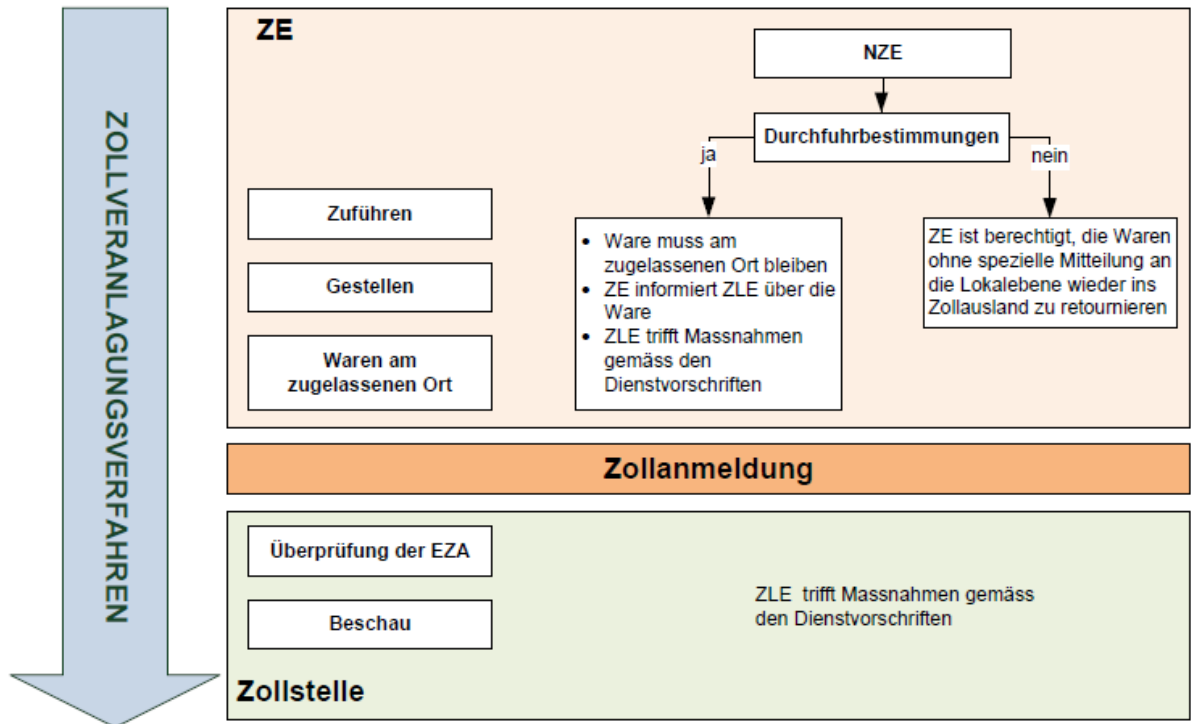 ZOLLVERANLAGUNGSVERFAHREN
ZE
NZE
Durchfuhrbestimmungen
ja
nein
Zuführen
Gestellen
Waren am
zugelassenen Ort
• Ware muss am
zugelassenen Ort bleiben
• ZE informiert ZLE über die
Ware
• ZLE trifft Massnahmen
gemäss den
Dienstvorschriften
ZE ist berechtigt, die Waren
ohne spezielle Mitteilung an
die Lokalebene wieder ins
Zollausland zu retournieren
Zollanmeldung
Überprüfung der EZA
Beschau
ZLE trifft Massnahmen gemäss
den Dienstvorschriften
Zollstelle